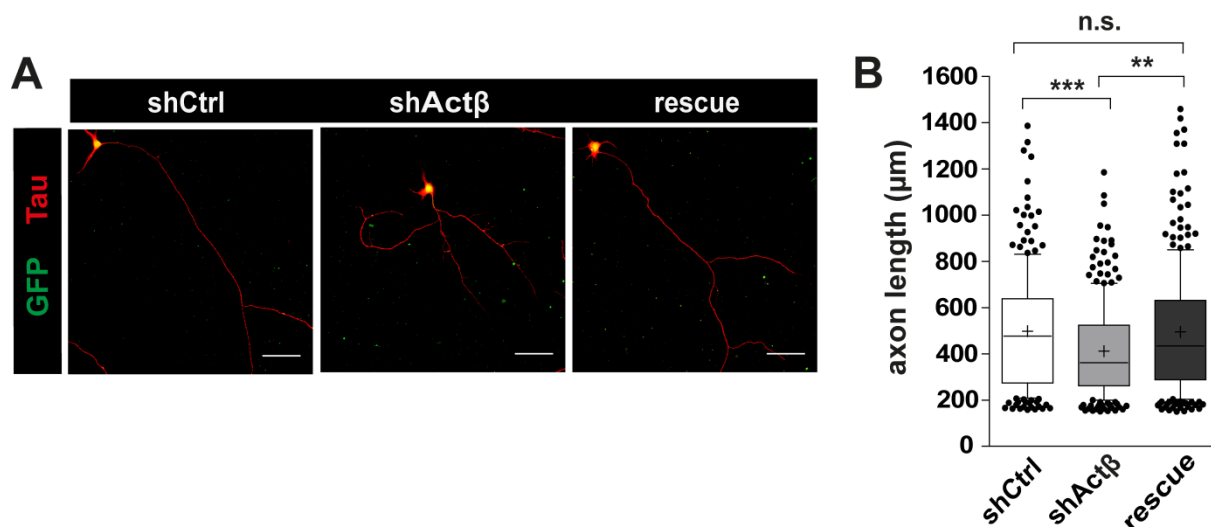 A
shCtrl shActβ rescue
GFP Tau
B
n.s.
*** **
axon length (µm)
1600
1400
1200
1000
800
600
400
200
0
shCtrl shActβ rescue